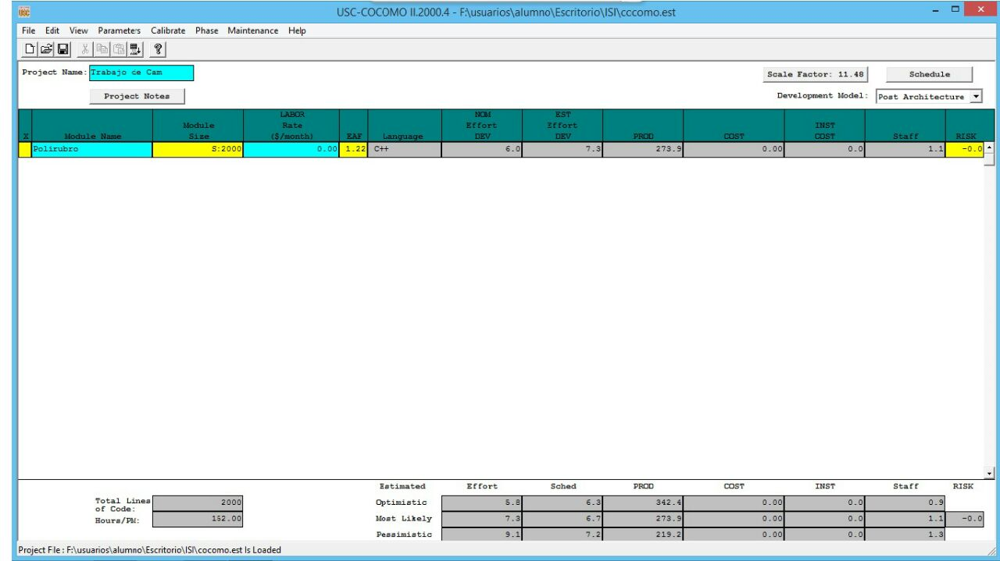 USC-COCOMO II.2000.4 - F:\usuarios\alumno\Escritorio\ISI\cccomo.est
File Edit View Parameters Calibrate Phase Maintenance Help
Project Name: Trabajo de Cam
Scale Factor: 11.48 Schedule
Project Notes
Development Model: Post Architecture
X Module Name Module Size LABOR Rate ($/month) EAF Language NOM Effort DEV EST Effort DEV PROD COST INST COST Staff RISK
Polirubro S:2000 0.00 1.22 C++ 6.0 7.3 273.9 0.00 0.0 1.1 -0.0
Estimated Effort Sched PROD COST INST Staff RISK
Total Lines of Code: 2000 Optimistic 5.8 6.3 342.4 0.00 0.0 0.9
Hours/PM: 152.00 Most Likely 7.3 6.7 273.9 0.00 0.0 1.1 -0.0
Pessimistic 9.1 7.2 219.2 0.00 0.0 1.3
Project File : F:\usuarios\alumno\Escritorio\ISI\cocomo.est Is Loaded